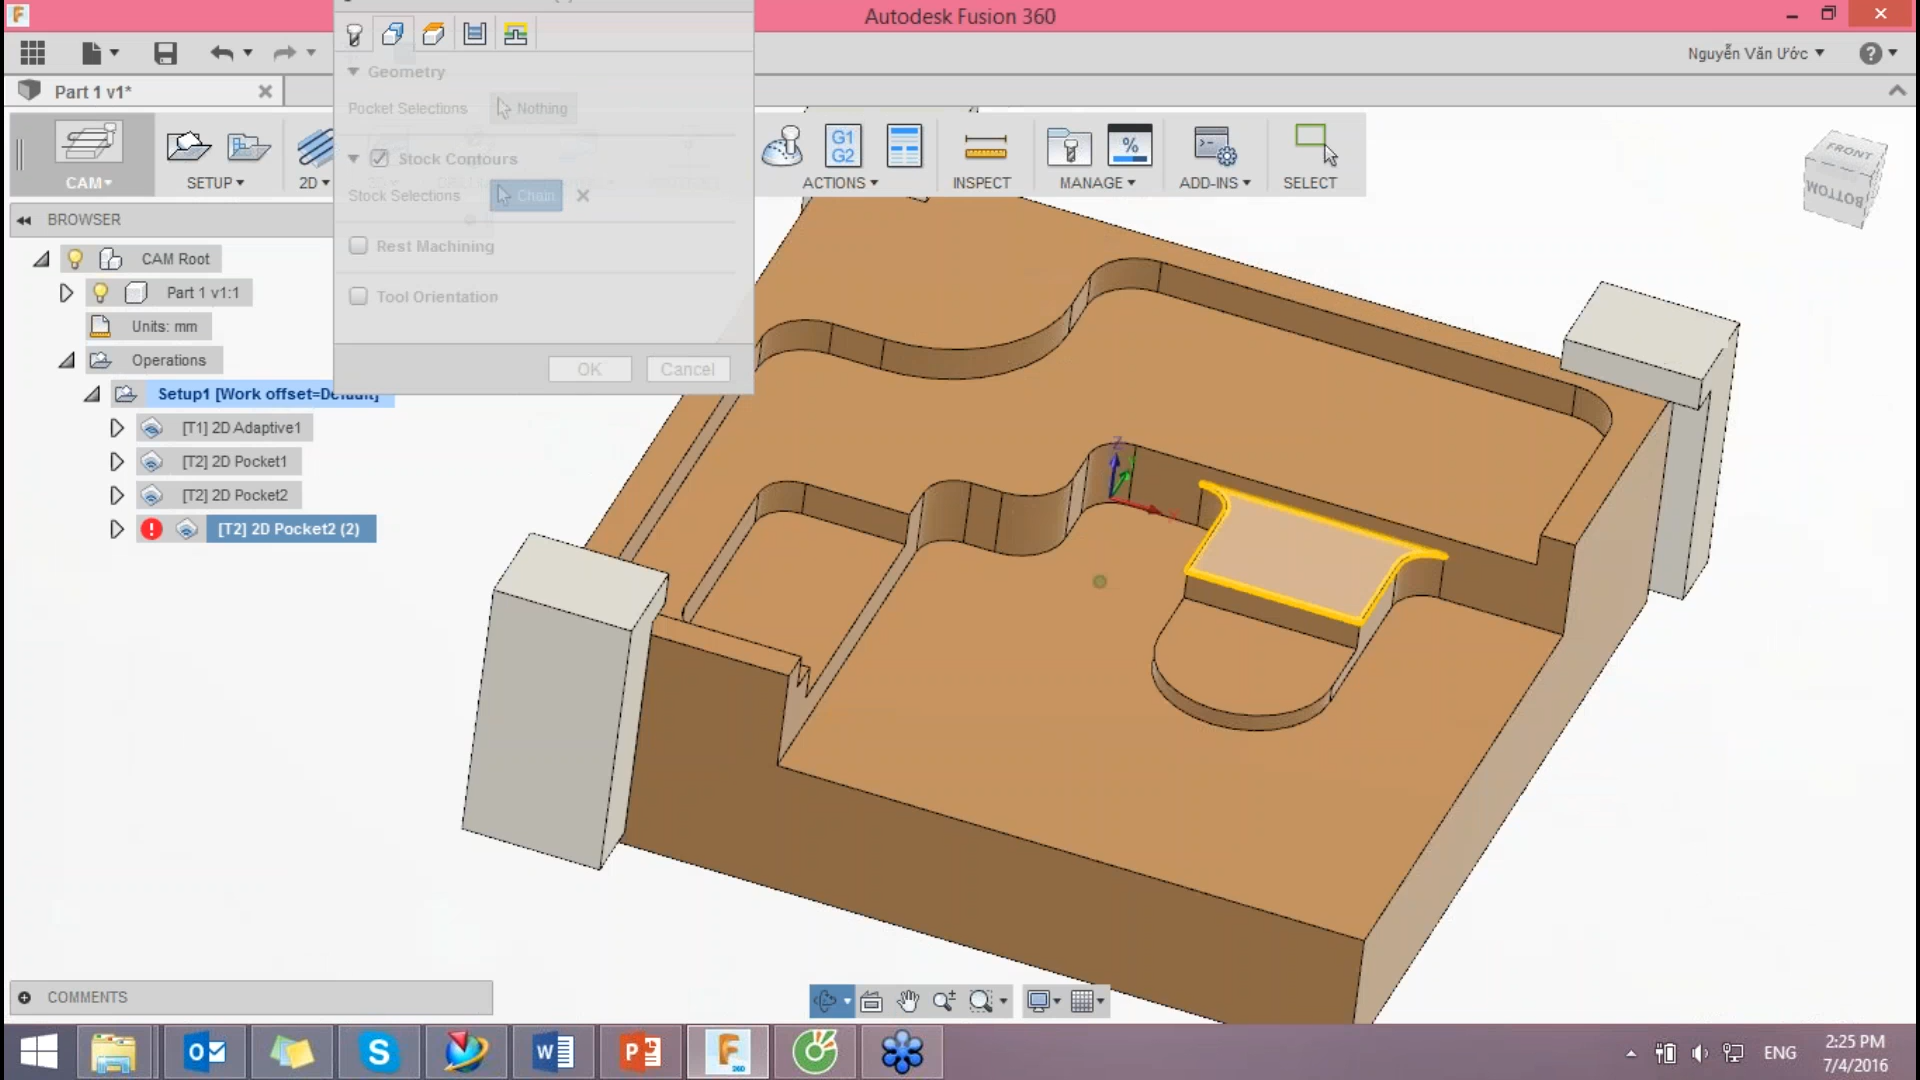 Autodesk Fusion 360
Nguyễn Văn Ước
Part 1 v1*
Geometry
Pocket Selections
Nothing
Stock Contours
Stock Selections
Chain
Rest Machining
Tool Orientation
OK
Cancel
CAM
SETUP
2D
G1
G2
%
ACTIONS
INSPECT
MANAGE
ADD-INS
SELECT
FRONT
BOTTOM
BROWSER
CAM Root
Part 1 v1:1
Units: mm
Operations
Setup1 [Work offset=Default]
[T1] 2D Adaptive1
[T2] 2D Pocket1
[T2] 2D Pocket2
[T2] 2D Pocket2 (2)
Z
X
COMMENTS
ENG
2:25 PM
7/4/2016